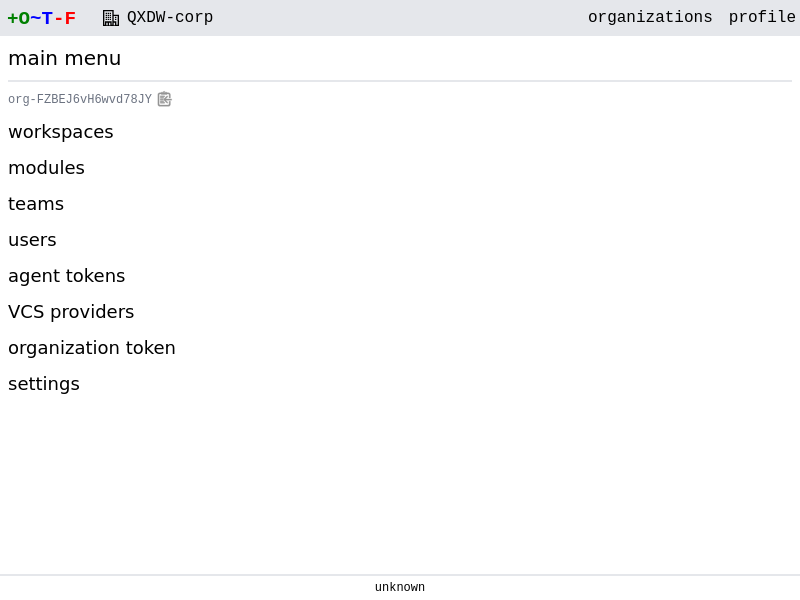 +O~T-F QXDW-corp organizations profile
main menu
org-FZBEJ6vH6wvd78JY
workspaces
modules
teams
users
agent tokens
VCS providers
organization token
settings
unknown